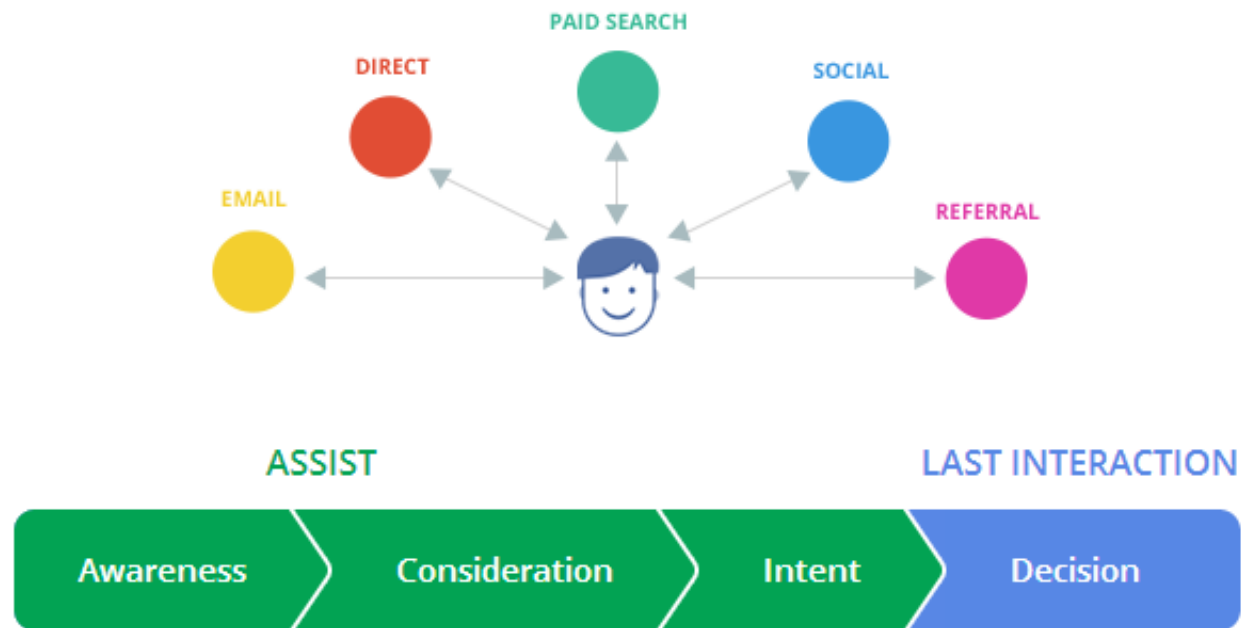 PAID SEARCH
DIRECT
SOCIAL
EMAIL
REFERRAL
ASSIST
LAST INTERACTION
Awareness
Consideration
Intent
Decision